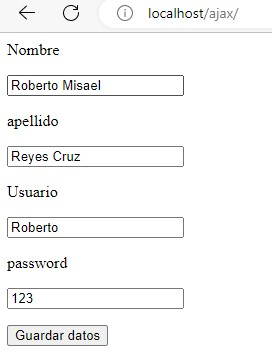 localhost/ajax/
Nombre
Roberto Misael
apellido
Reyes Cruz
Usuario
Roberto
password
123
Guardar datos